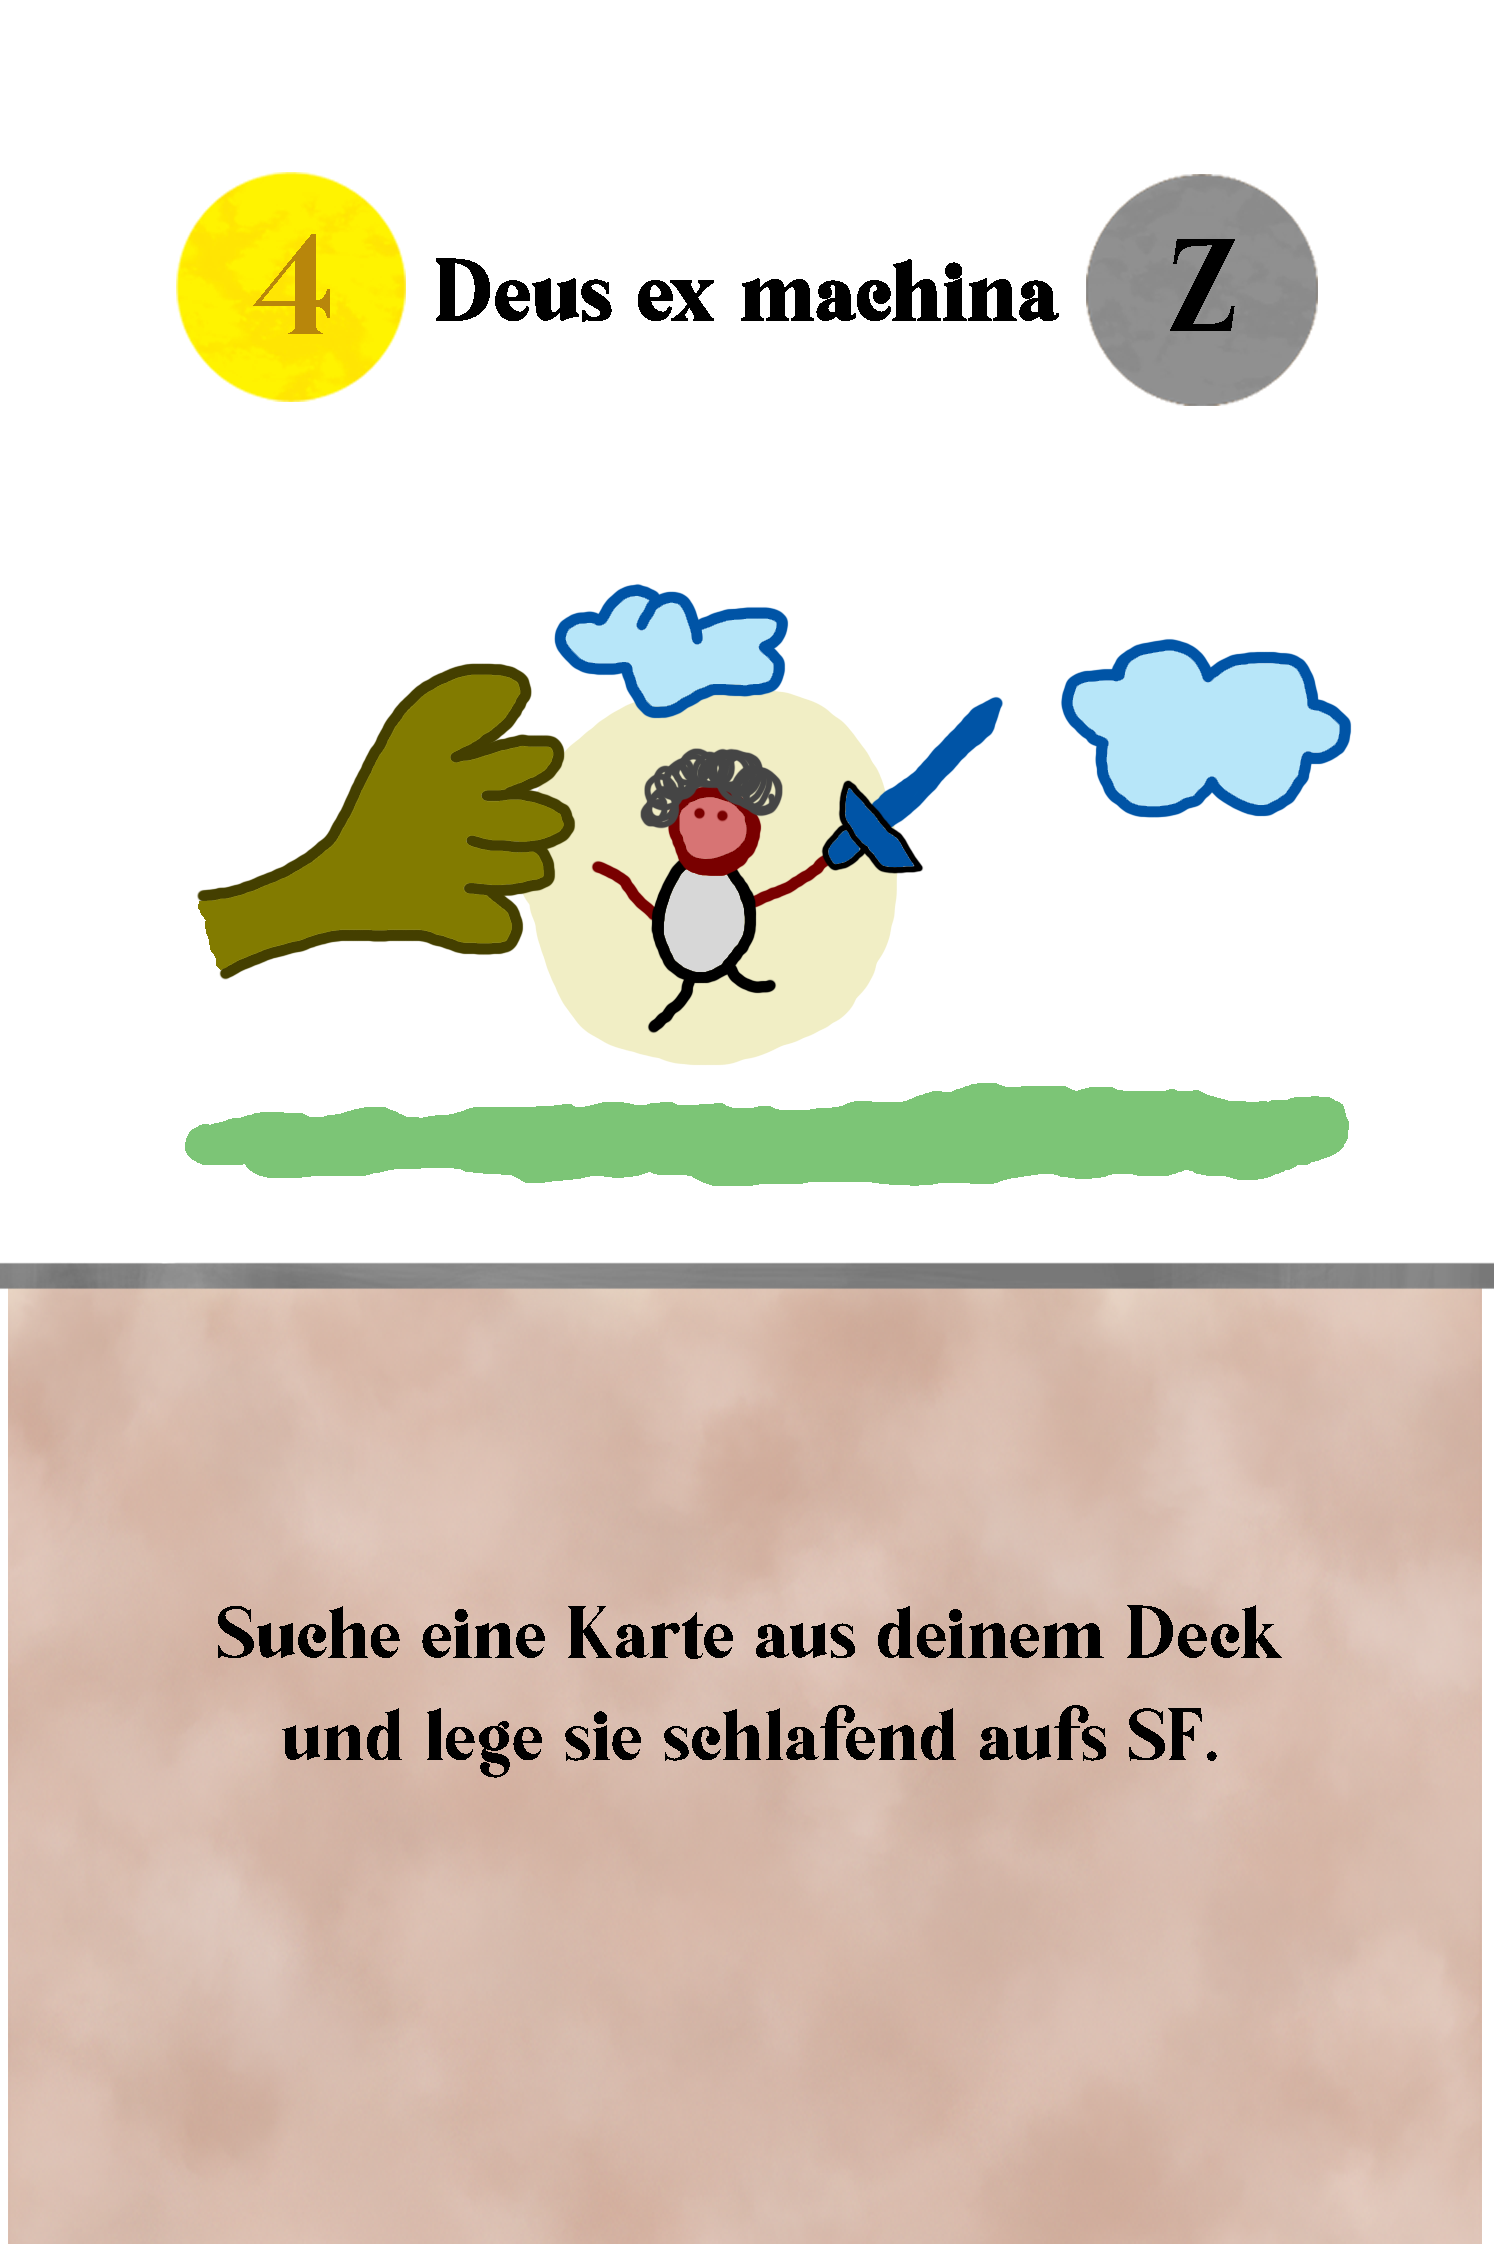 4 Deus ex machina Z
Suche eine Karte aus deinem Deck
und lege sie schlafend aufs SF.